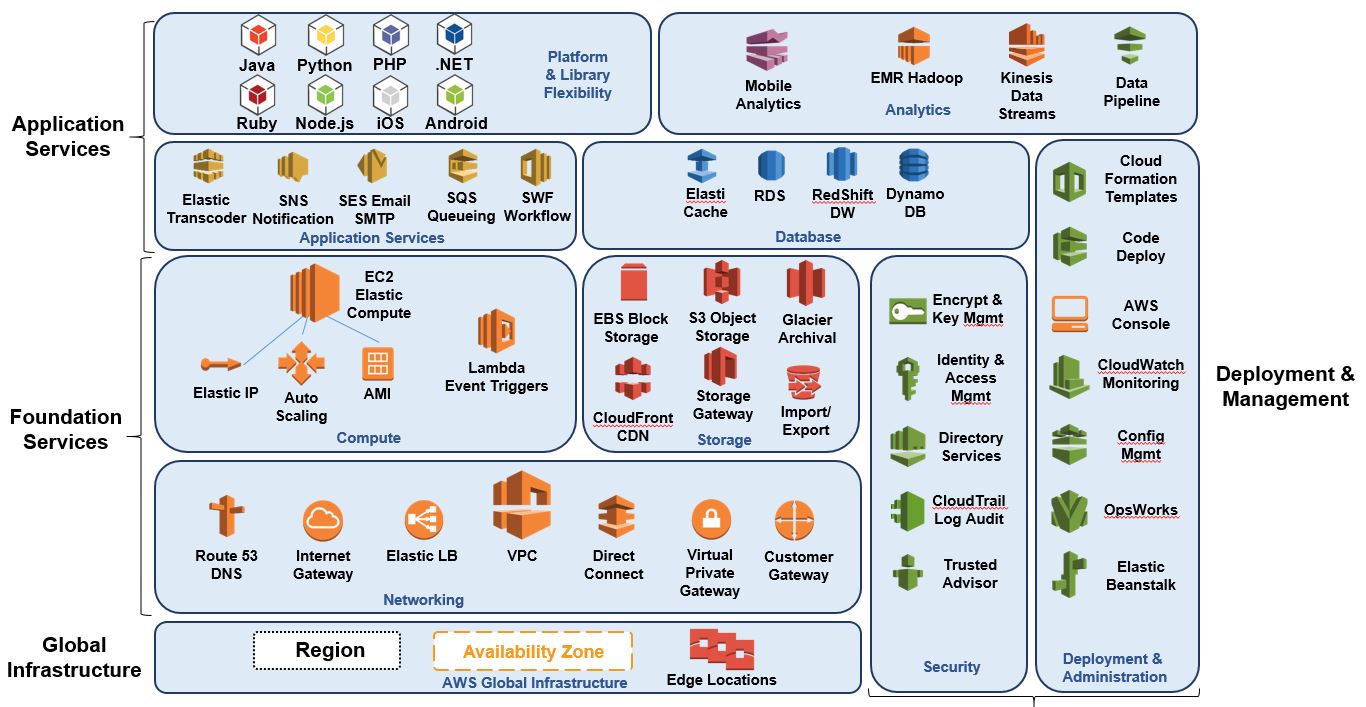 Application
Services
Java
Python
PHP
.NET
Ruby
Node.js
iOS
Android
Platform
& Library
Flexibility
Mobile
Analytics
EMR Hadoop
Kinesis
Data
Streams
Data
Pipeline
Analytics
Elastic
Transcoder
SNS
Notification
SES Email
SMTP
SQS
Queueing
SWF
Workflow
Application Services
Elasti
Cache
RDS
RedShift
DW
Dynamo
DB
Database
Foundation
Services
EC2
Elastic
Compute
Elastic IP
Auto
Scaling
AMI
Lambda
Event Triggers
Compute
EBS Block
Storage
S3 Object
Storage
Glacier
Archival
CloudFront
CDN
Storage
Gateway
Import/
Export
Storage
Route 53
DNS
Internet
Gateway
Elastic LB
VPC
Direct
Connect
Virtual
Private
Gateway
Customer
Gateway
Networking
Global
Infrastructure
Region
Availability Zone
Edge Locations
AWS Global Infrastructure
Encrypt &
Key Mgmt
Identity &
Access
Mgmt
Directory
Services
CloudTrail
Log Audit
Trusted
Advisor
Security
Cloud
Formation
Templates
Code
Deploy
AWS
Console
CloudWatch
Monitoring
Config
Mgmt
OpsWorks
Elastic
Beanstalk
Deployment &
Administration
Deployment &
Management